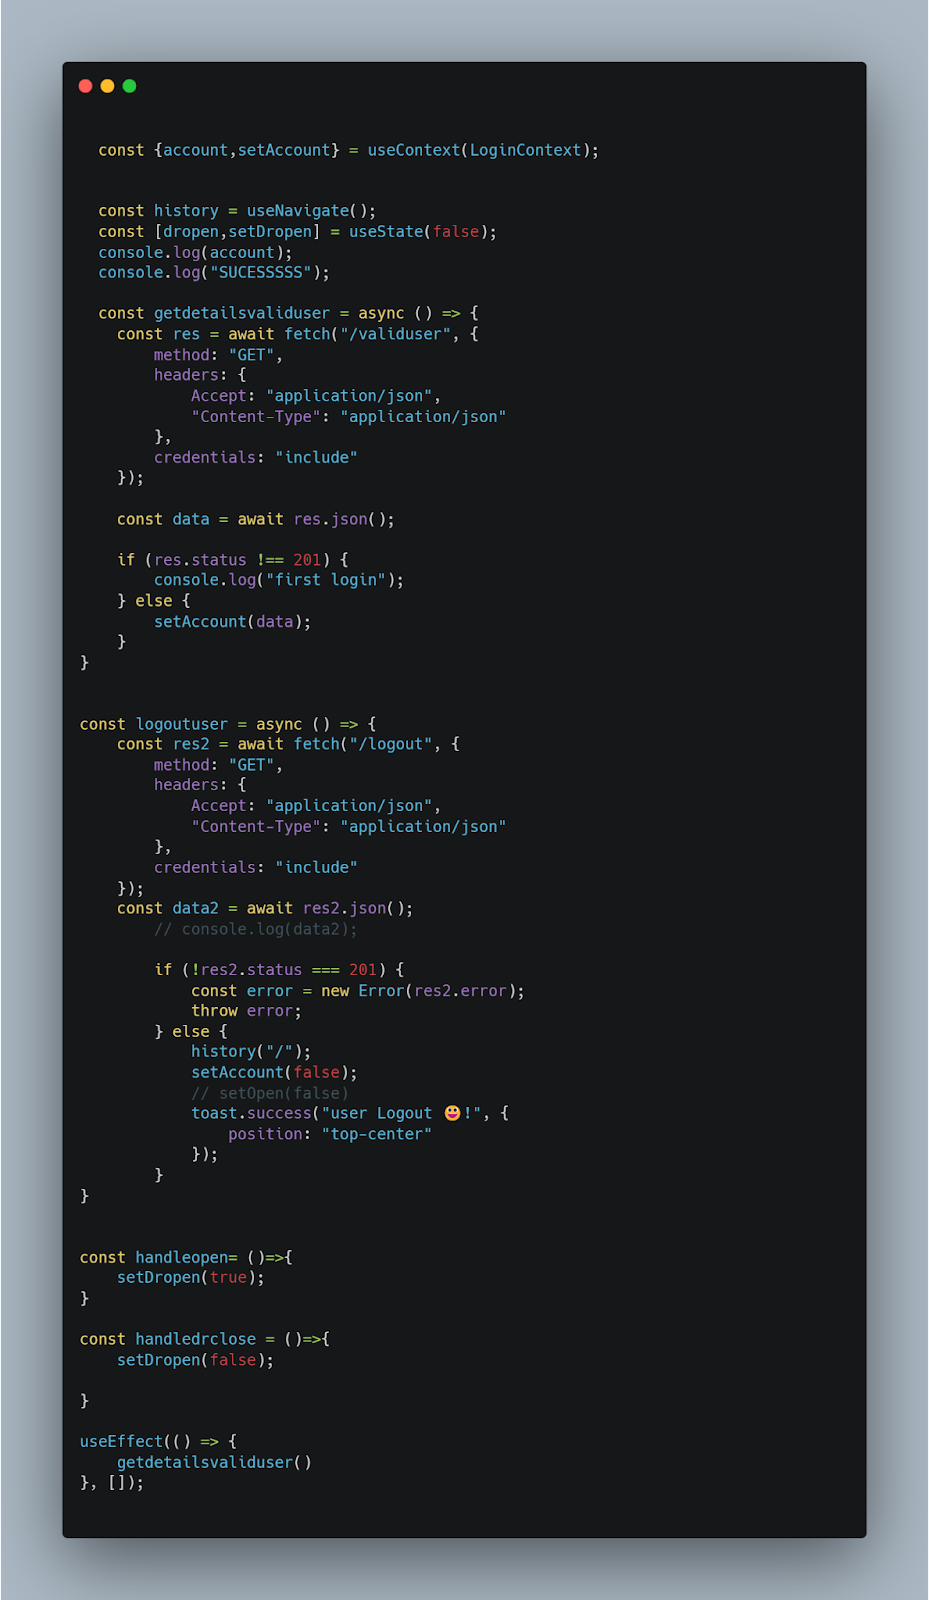 const {account,setAccount} = useContext(LoginContext);
const history = useNavigate();
const [dropen,setDropen] = useState(false);
console.log(account);
console.log("SUCESSSSS");
const getdetailsvaliduser = async () => {
const res = await fetch("/validuser", {
method: "GET",
headers: {
Accept: "application/json",
"Content-Type": "application/json"
},
credentials: "include"
});
const data = await res.json();
if (res.status !== 201) {
console.log("first login");
} else {
setAccount(data);
}
}
const logoutuser = async () => {
const res2 = await fetch("/logout", {
method: "GET",
headers: {
Accept: "application/json",
"Content-Type": "application/json"
},
credentials: "include"
});
const data2 = await res2.json();
// console.log(data2);
if (!res2.status === 201) {
const error = new Error(res2.error);
throw error;
} else {
history("/");
setAccount(false);
// setOpen(false)
toast.success("user Logout 😃!", {
position: "top-center"
});
}
}
const handleopen= ()=>{
setDropen(true);
}
const handledrclose = ()=>{
setDropen(false);
}
useEffect(() => {
getdetailsvaliduser()
}, []);